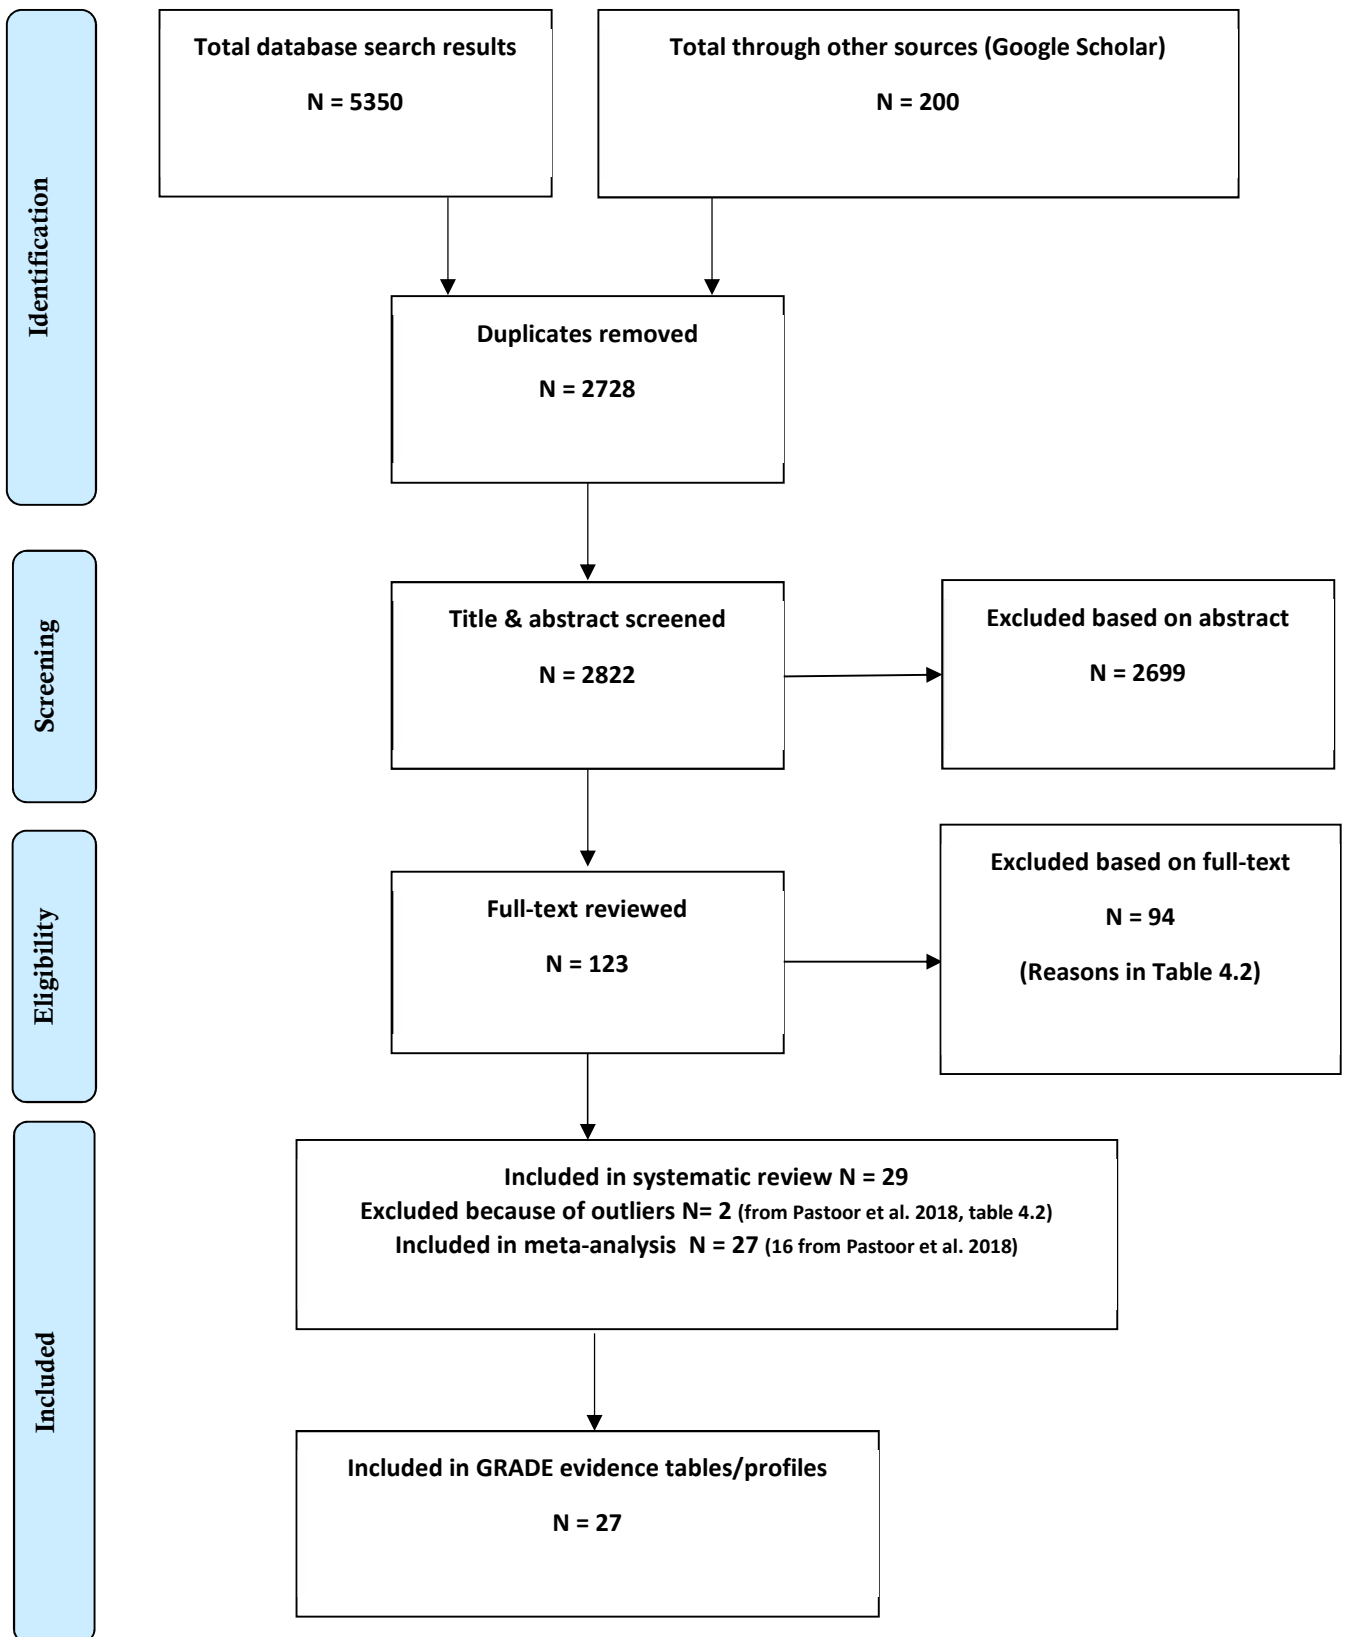 Total database search results
N = 5350
Total through other sources (Google Scholar)
N = 200
Identification
Duplicates removed
N = 2728
Screening
Title & abstract screened
N = 2822
Excluded based on abstract
N = 2699
Eligibility
Full-text reviewed
N = 123
Excluded based on full-text
N = 94
(Reasons in Table 4.2)
Included
Included in systematic review N = 29
Excluded because of outliers N= 2 (from Pastoor et al. 2018, table 4.2)
Included in meta-analysis N = 27 (16 from Pastoor et al. 2018)
Included in GRADE evidence tables/profiles
N = 27